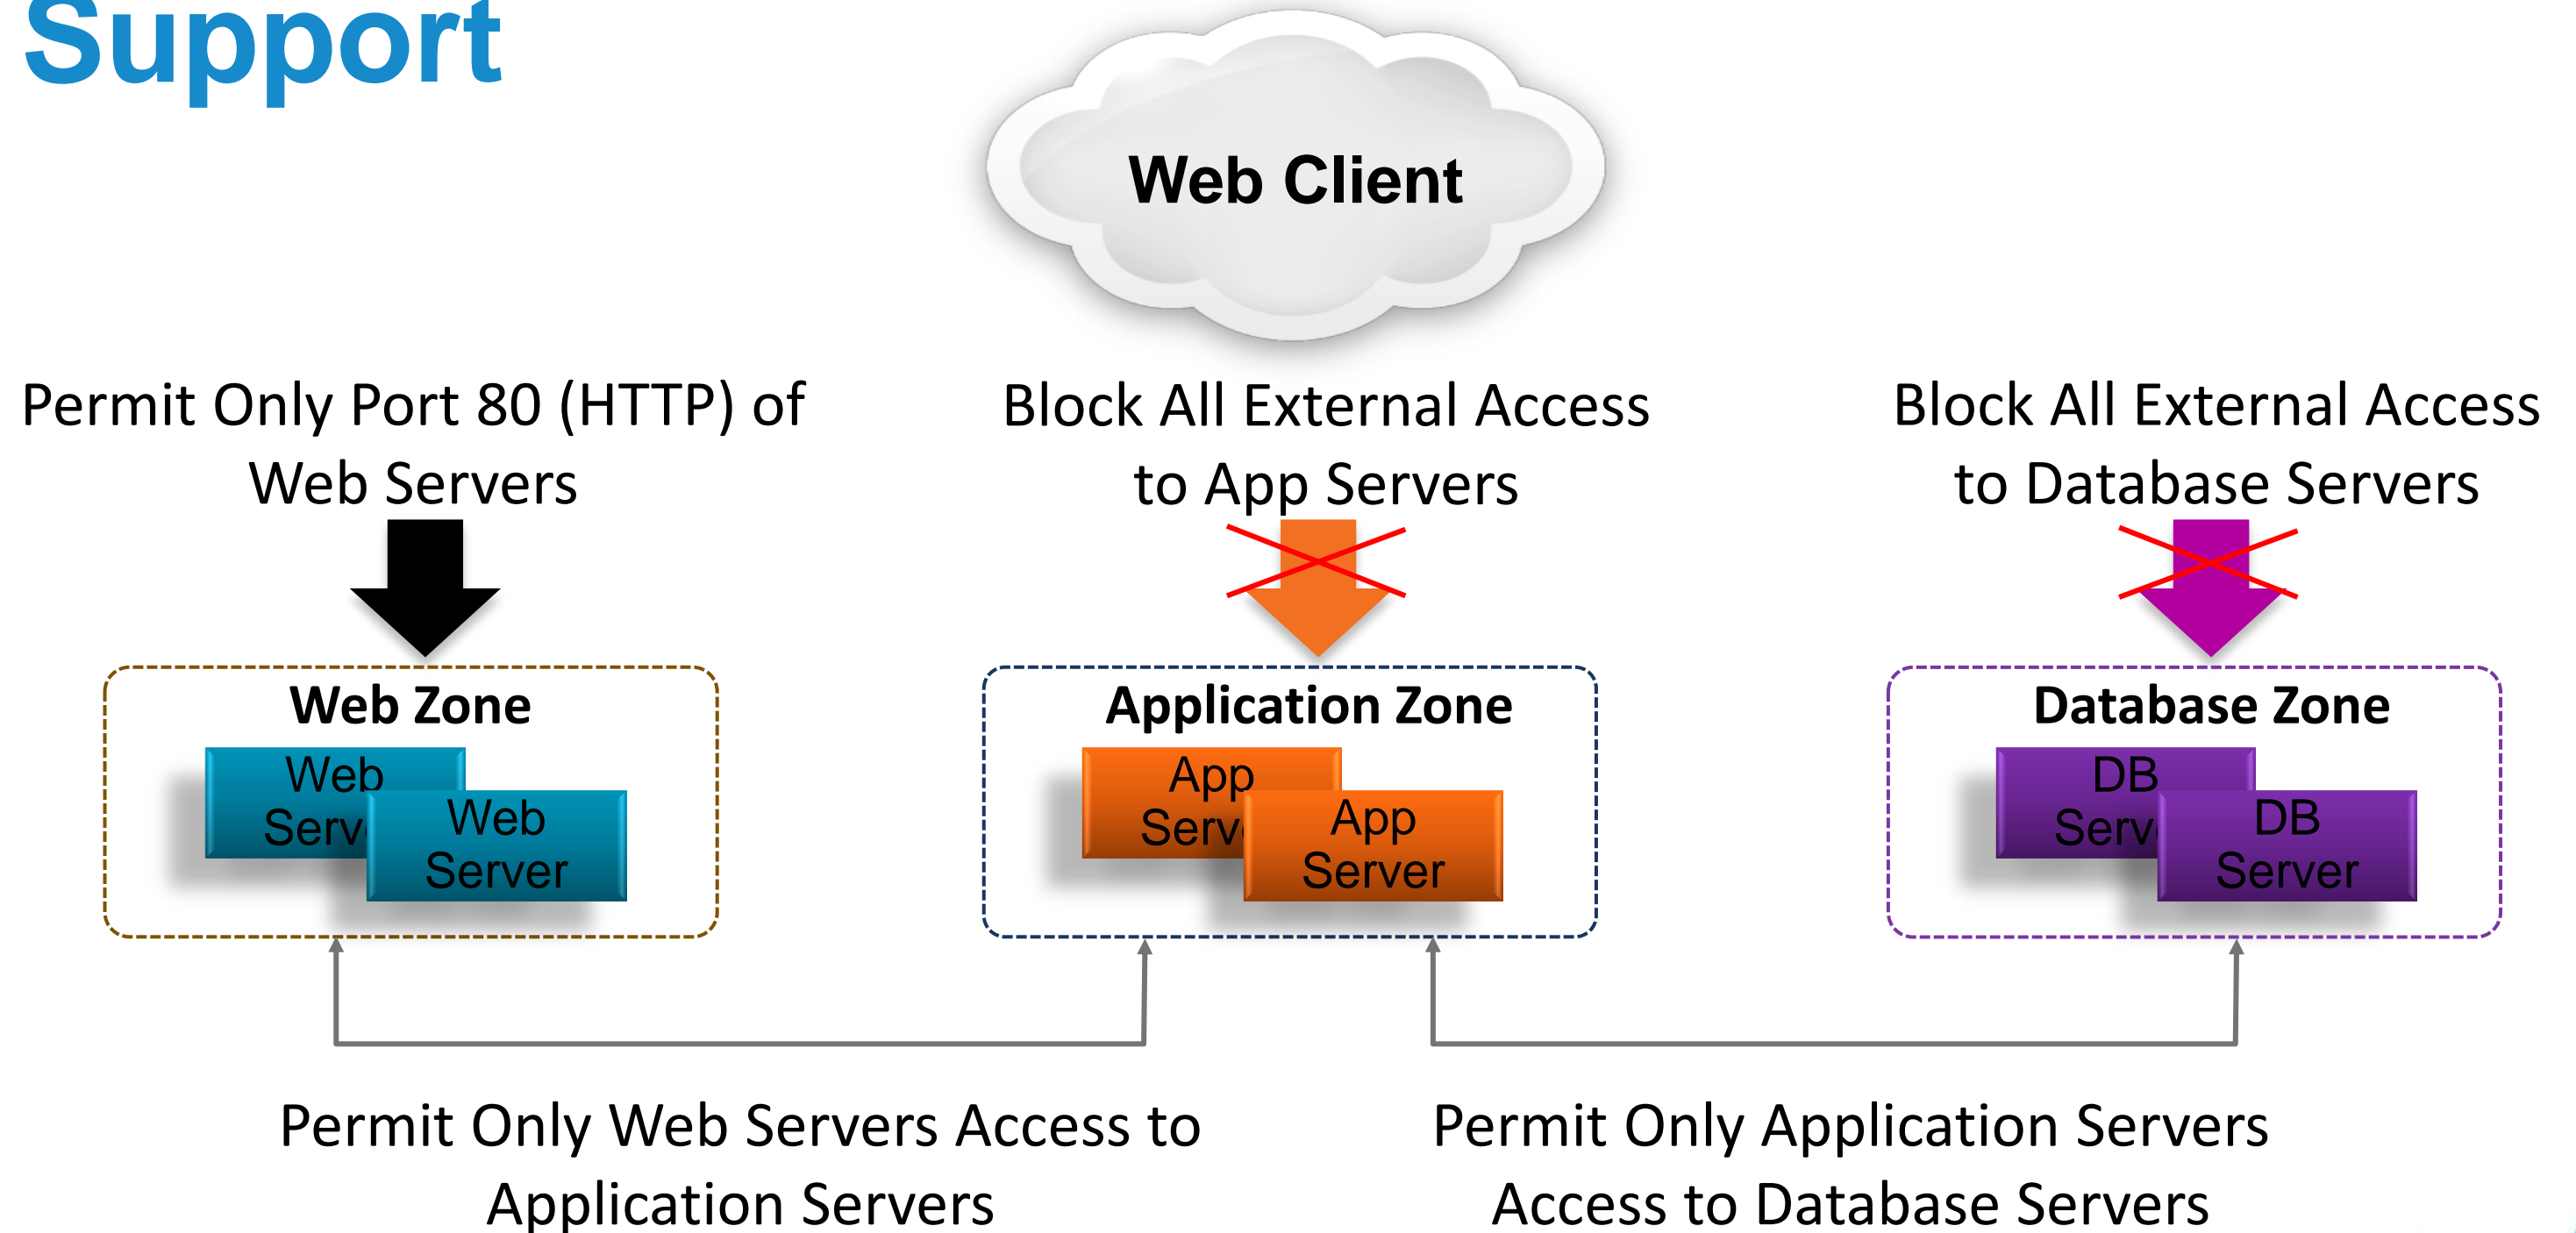 Support
Web Client
Permit Only Port 80 (HTTP) of
Web Servers
Block All External Access
to App Servers
Block All External Access
to Database Servers
Web Zone
Web
Serve
Web
Server
Application Zone
App
Serv
App
Server
Database Zone
DB
Serv
DB
Server
Permit Only Web Servers Access to
Application Servers
Permit Only Application Servers
Access to Database Servers